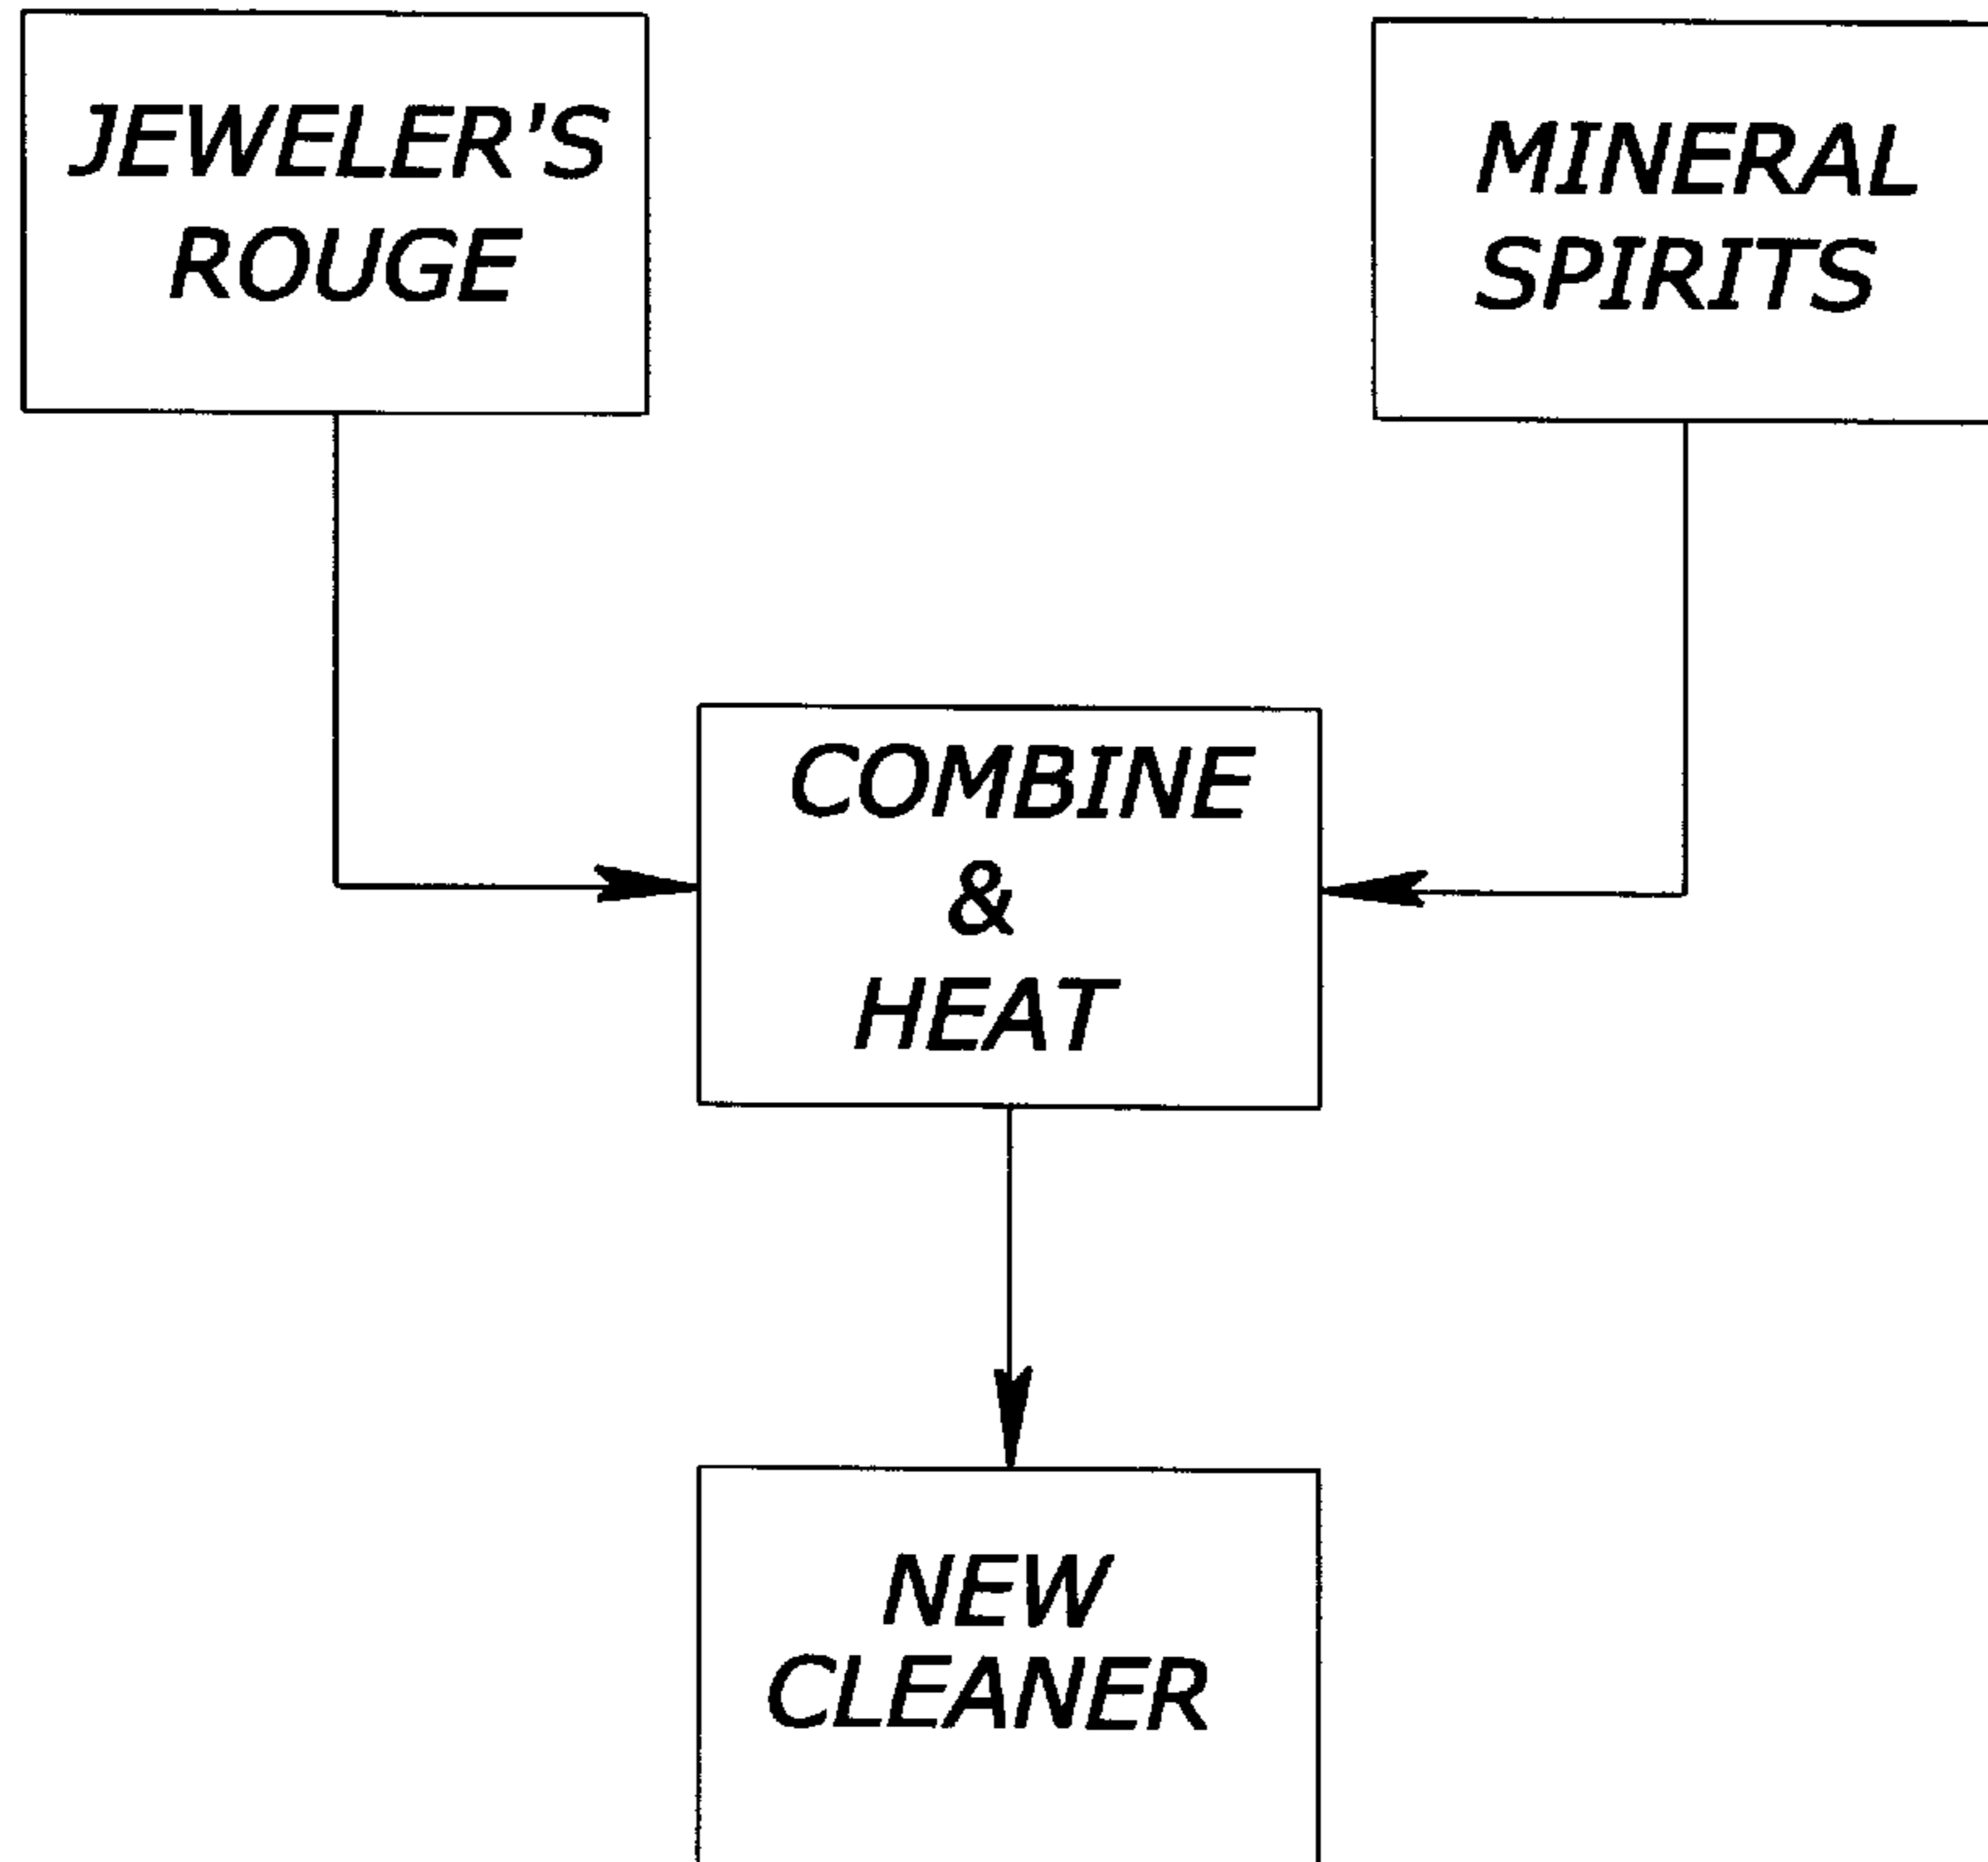 JEWELER'S
ROUGE
MINERAL
SPIRITS
COMBINE
&
HEAT
NEW
CLEANER